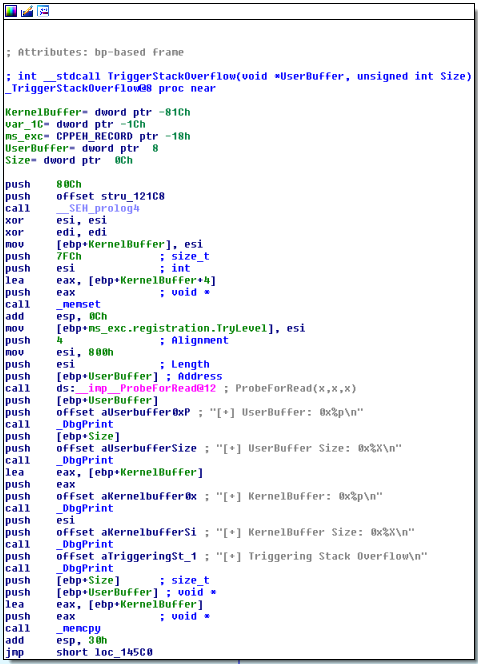 ; Attributes: bp-based frame
; int __stdcall TriggerStackOverflow(void *UserBuffer, unsigned int Size)
_TriggerStackOverflow@8 proc near
KernelBuffer= dword ptr -81Ch
var_1C= dword ptr -1Ch
ms_exc= CPPEH_RECORD ptr -18h
UserBuffer= dword ptr  8
Size= dword ptr  0Ch
push    80Ch
push    offset stru_121C8
call    __SEH_prolog4
xor     esi, esi
xor     edi, edi
mov     [ebp+KernelBuffer], esi
push    7FCh            ; size_t
push    esi             ; int
lea     eax, [ebp+KernelBuffer+4]
push    eax             ; void *
call    _memset
add     esp, 0Ch
mov     [ebp+ms_exc.registration.TryLevel], esi
push    4               ; Alignment
mov     esi, 800h
push    esi             ; Length
push    [ebp+UserBuffer] ; Address
call    ds:__imp__ProbeForRead@12 ; ProbeForRead(x,x,x)
push    [ebp+UserBuffer]
push    offset aUserbuffer0xP ; "[+] UserBuffer: 0x%p\n"
call    _DbgPrint
push    [ebp+Size]
push    offset aUserbufferSize ; "[+] UserBuffer Size: 0x%X\n"
call    _DbgPrint
lea     eax, [ebp+KernelBuffer]
push    eax
push    offset aKernelbuffer0x ; "[+] KernelBuffer: 0x%p\n"
call    _DbgPrint
push    esi
push    offset aKernelbufferSi ; "[+] KernelBuffer Size: 0x%X\n"
call    _DbgPrint
push    offset aTriggeringSt_1 ; "[+] Triggering Stack Overflow\n"
call    _DbgPrint
push    [ebp+Size]      ; size_t
push    [ebp+UserBuffer] ; void *
lea     eax, [ebp+KernelBuffer]
push    eax             ; void *
call    _memcpy
add     esp, 30h
jmp     short loc_145C0